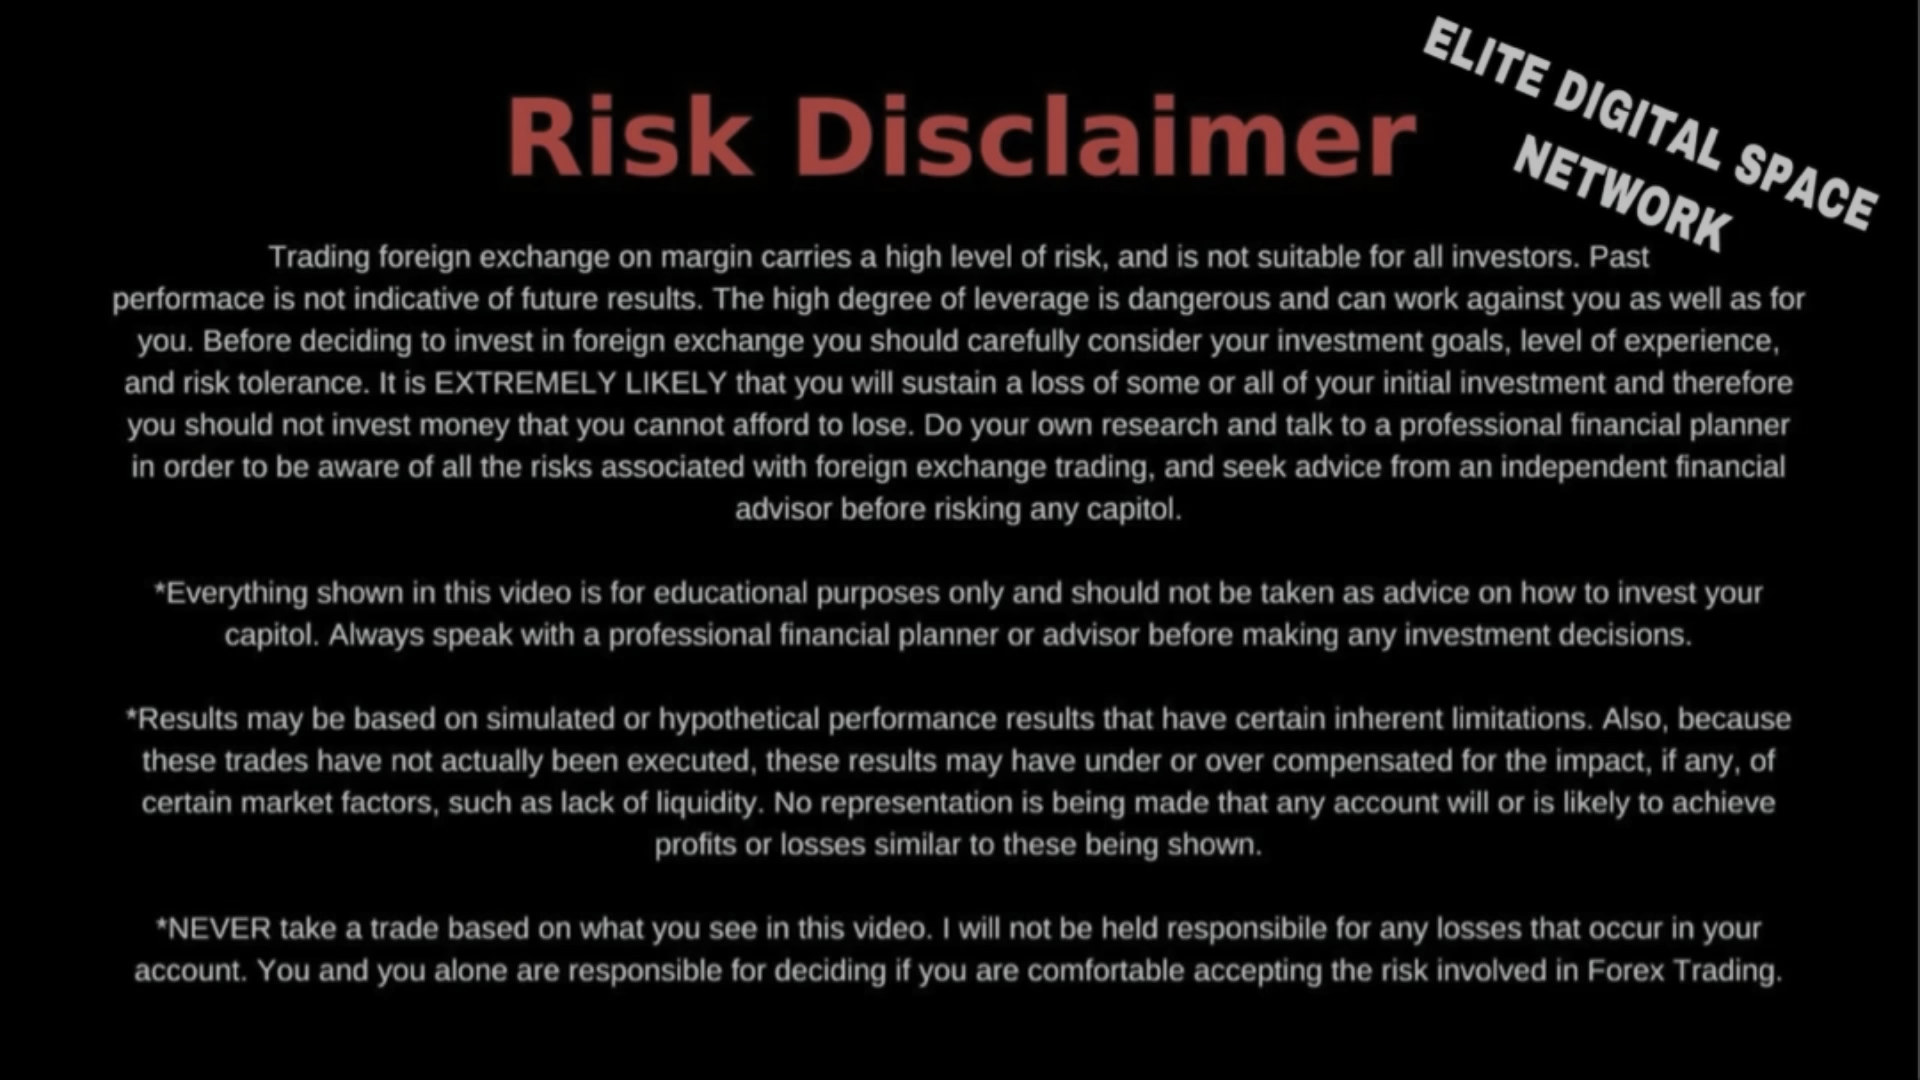 ELITE DIGITAL SPACE
NETWORK
Risk Disclaimer
Trading foreign exchange on margin carries a high level of risk, and is not suitable for all investors. Past
performace is not indicative of future results. The high degree of leverage is dangerous and can work against you as well as for
you. Before deciding to invest in foreign exchange you should carefully consider your investment goals, level of experience,
and risk tolerance. It is EXTREMELY LIKELY that you will sustain a loss of some or all of your initial investment and therefore
you should not invest money that you cannot afford to lose. Do your own research and talk to a professional financial planner
in order to be aware of all the risks associated with foreign exchange trading, and seek advice from an independent financial
advisor before risking any capitol.
*Everything shown in this video is for educational purposes only and should not be taken as advice on how to invest your
capitol. Always speak with a professional financial planner or advisor before making any investment decisions.
*Results may be based on simulated or hypothetical performance results that have certain inherent limitations. Also, because
these trades have not actually been executed, these results may have under or over compensated for the impact, if any, of
certain market factors, such as lack of liquidity. No representation is being made that any account will or is likely to achieve
profits or losses similar to these being shown.
*NEVER take a trade based on what you see in this video. I will not be held responsibile for any losses that occur in your
account. You and you alone are responsible for deciding if you are comfortable accepting the risk involved in Forex Trading.